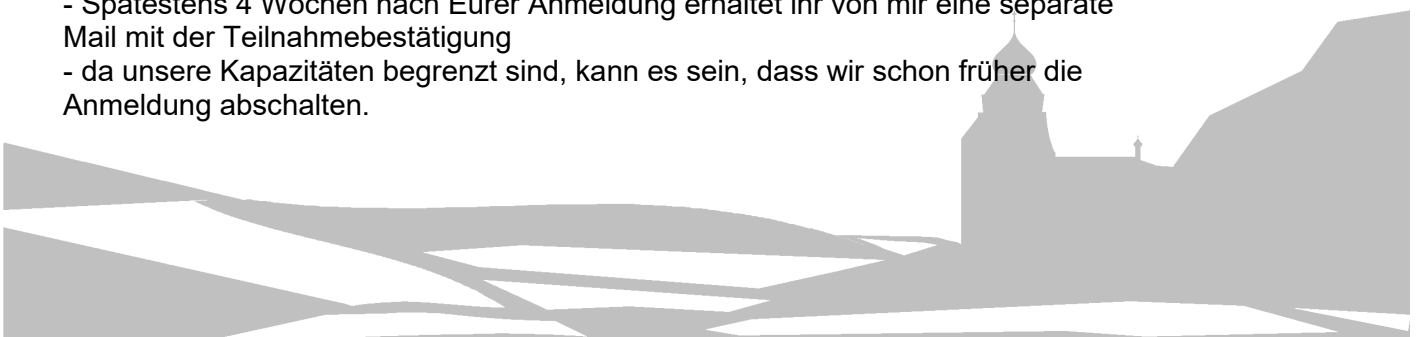 - Spätestens 4 Wochen nach Eurer Anmeldung erhaltet ihr von mir eine separate
Mail mit der Teilnahmebestätigung
- da unsere Kapazitäten begrenzt sind, kann es sein, dass wir schon früher die
Anmeldung abschalten.